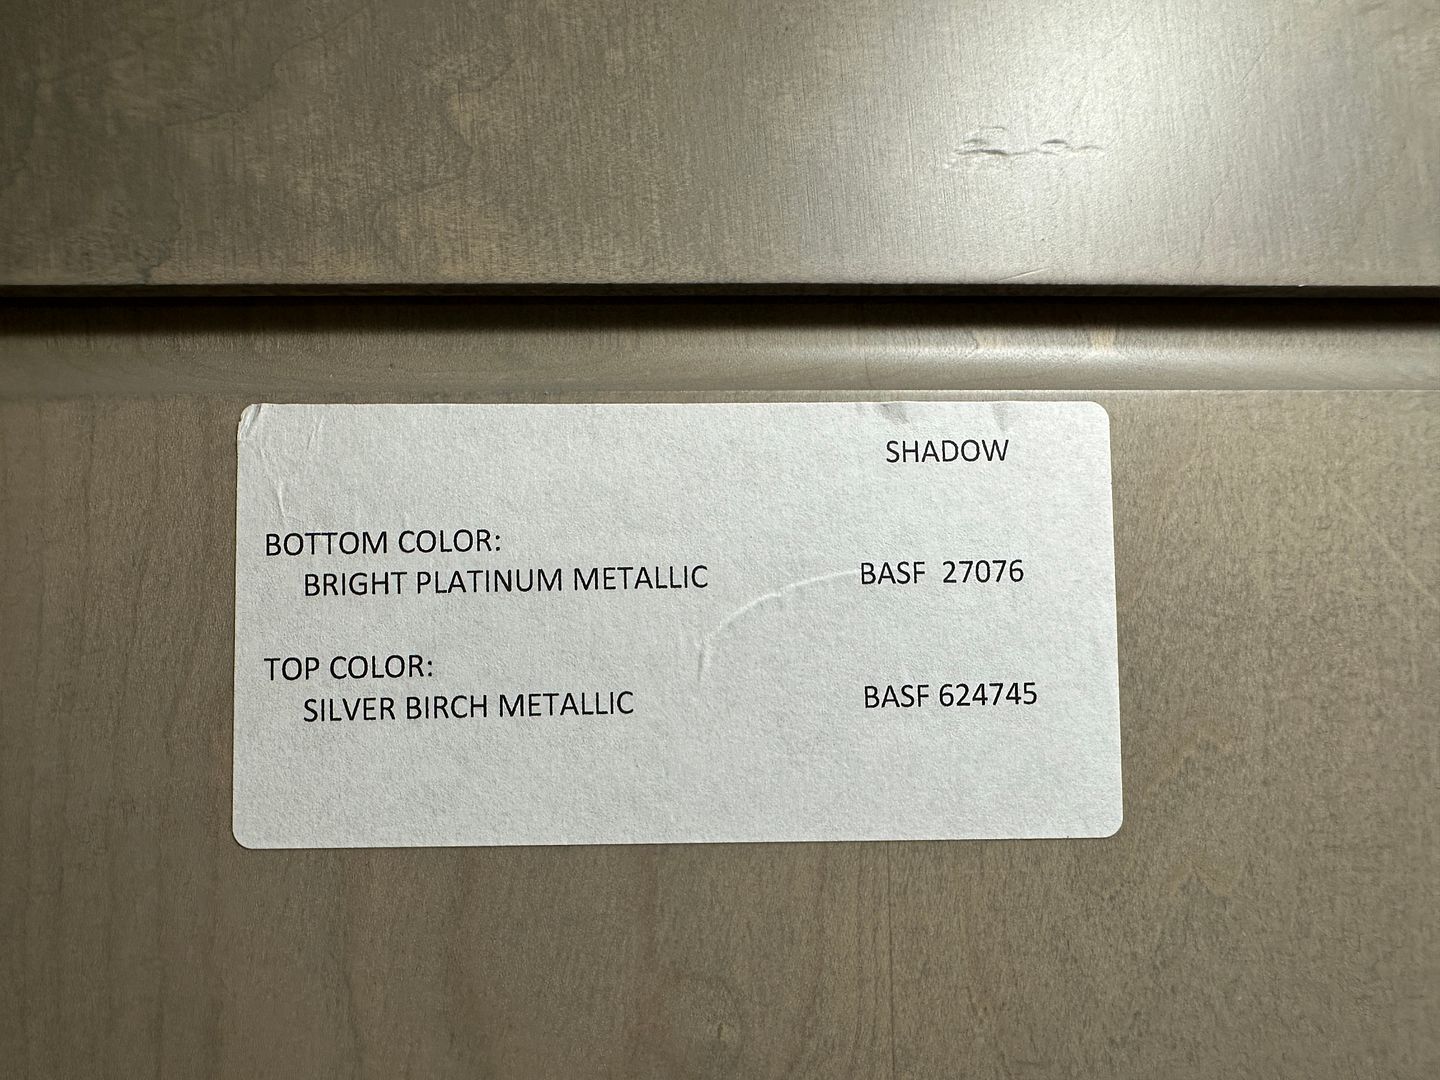 SHADOW
BOTTOM COLOR:
BRIGHT PLATINUM METALLIC BASF 27076
TOP COLOR:
SILVER BIRCH METALLIC BASF 624745